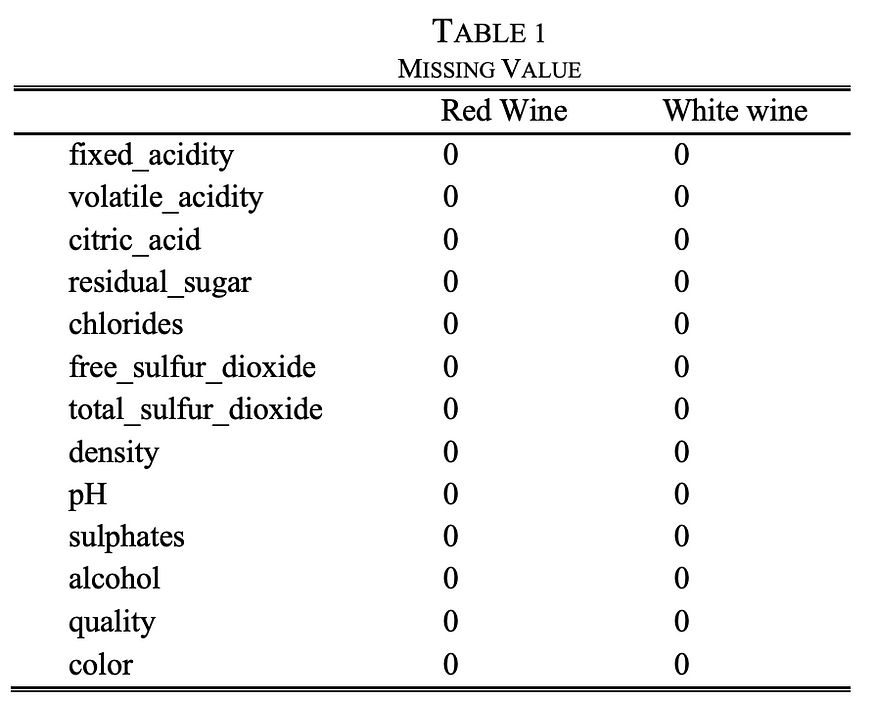 TABLE 1
MISSING VALUE
Red Wine White wine
fixed_acidity 0 0
volatile_acidity 0 0
citric_acid 0 0
residual_sugar 0 0
chlorides 0 0
free_sulfur_dioxide 0 0
total_sulfur_dioxide 0 0
density 0 0
pH 0 0
sulphates 0 0
alcohol 0 0
quality 0 0
color 0 0